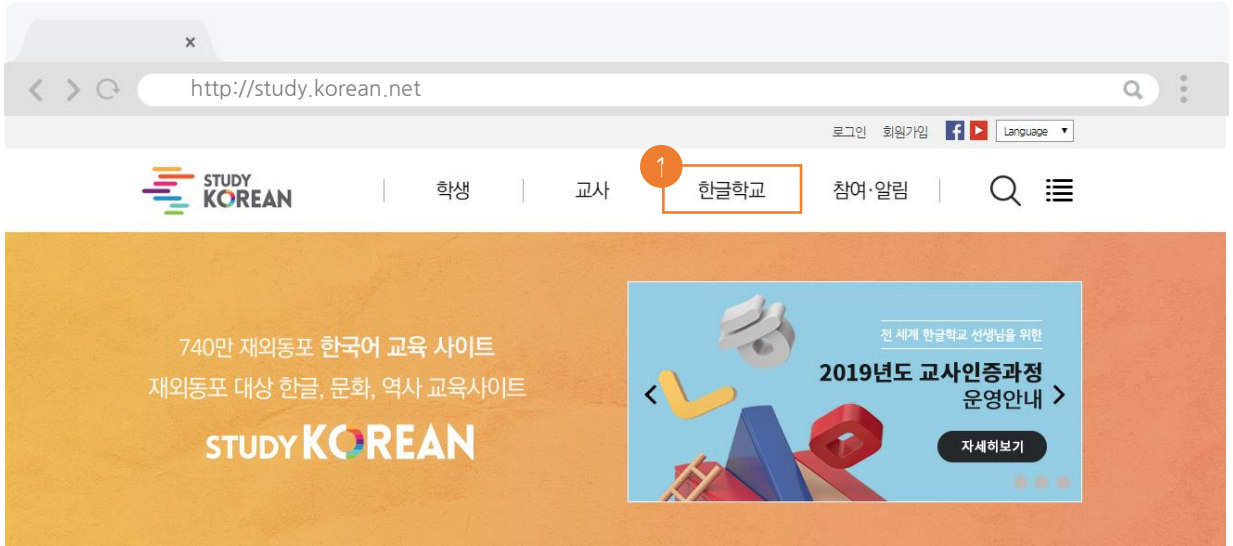 ×
http://study.korean.net
로그인 회원가입 Language
STUDY
KOREAN
학생 교사 1 한글학교 참여·알림
740만 재외동포 한국어 교육 사이트
재외동포 대상 한글, 문화, 역사 교육사이트
STUDY KOREAN
전 세계 한글학교 선생님을 위한
2019년도 교사인증과정
운영안내
자세히보기